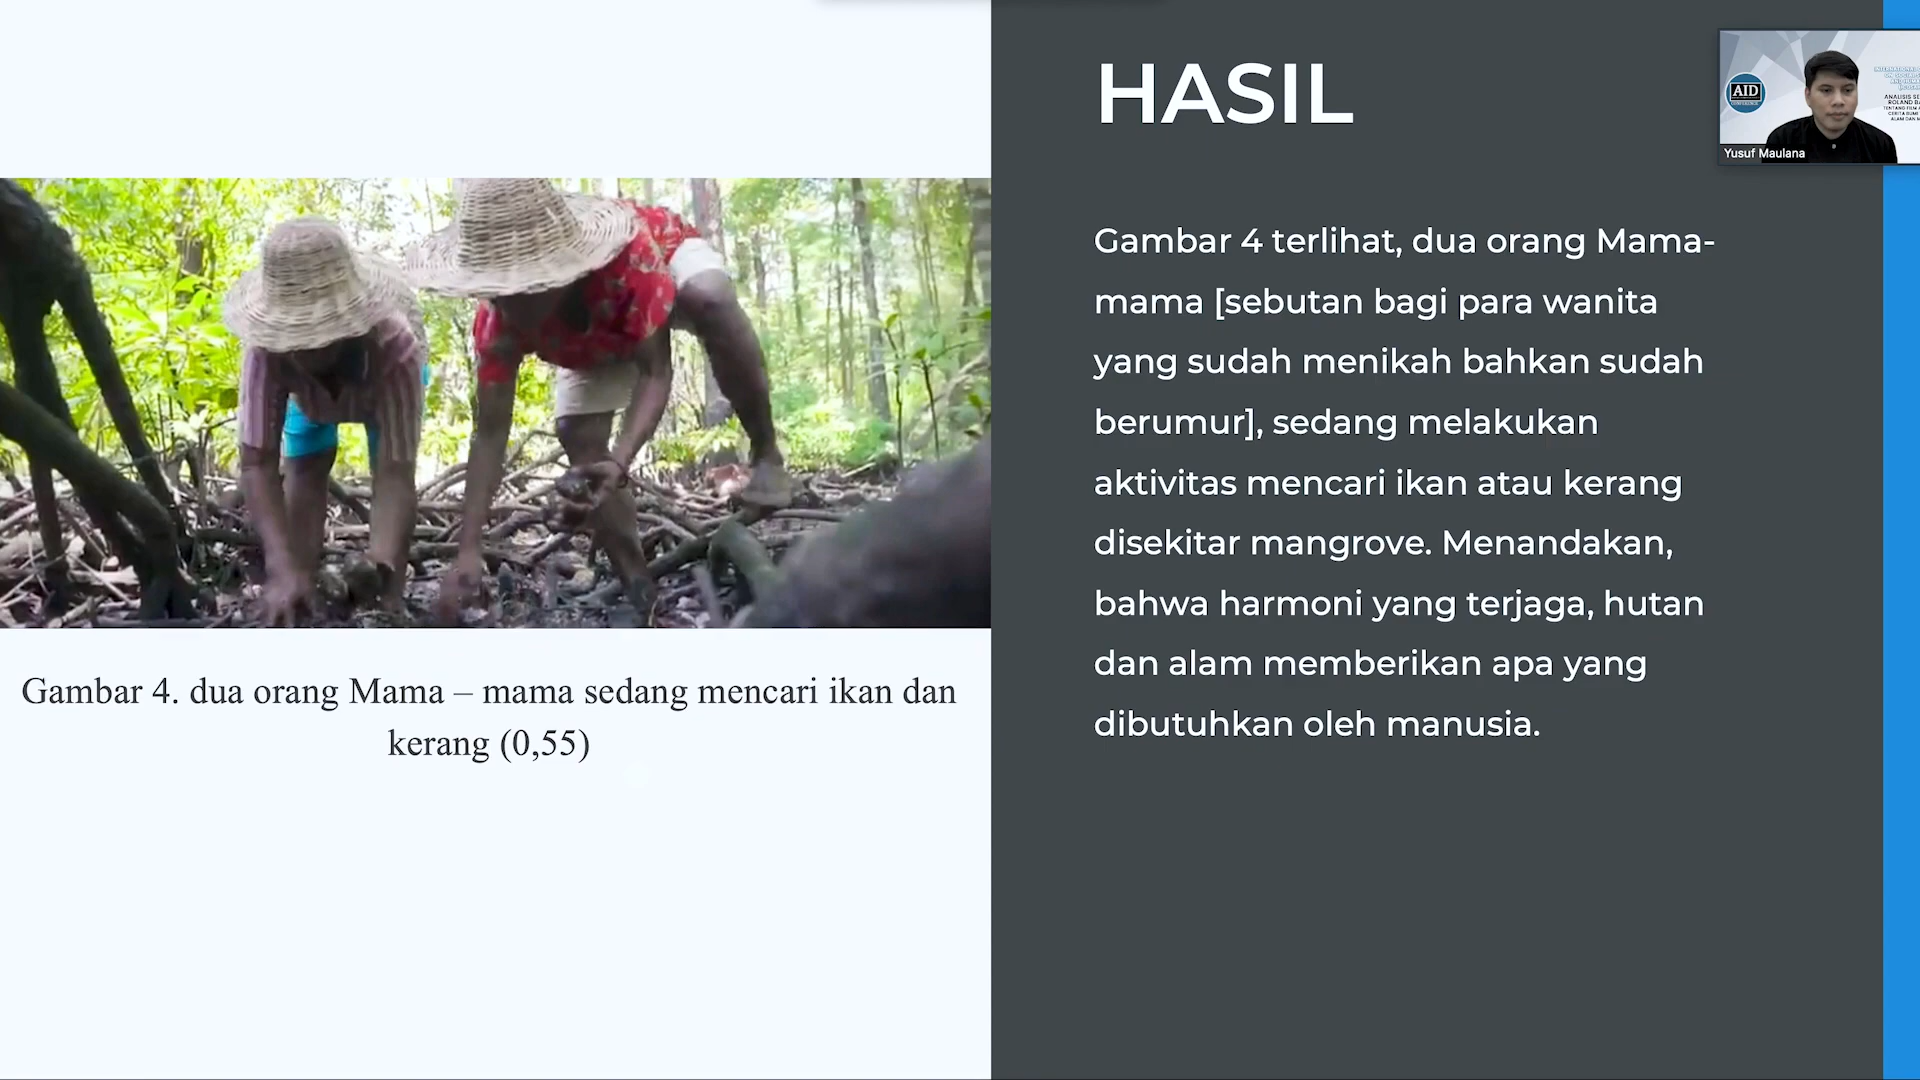 HASIL
Gambar 4 terlihat, dua orang Mama-
mama [sebutan bagi para wanita
yang sudah menikah bahkan sudah
berumur], sedang melakukan
aktivitas mencari ikan atau kerang
disekitar mangrove. Menandakan,
bahwa harmoni yang terjaga, hutan
dan alam memberikan apa yang
dibutuhkan oleh manusia.
Gambar 4. dua orang Mama – mama sedang mencari ikan dan
kerang (0,55)
AID
Yusuf Maulana